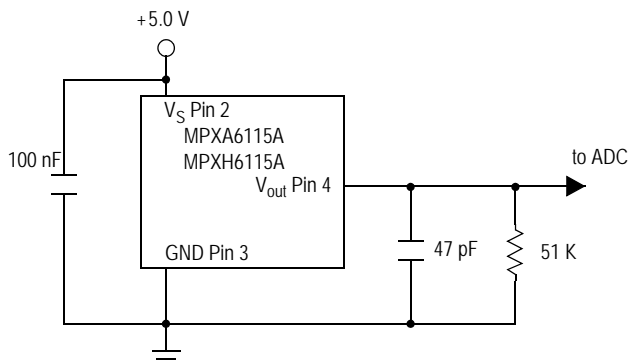 +5.0 V
V_S Pin 2
MPXA6115A
MPXH6115A
100 nF
to ADC
V_out Pin 4
47 pF
51 K
GND Pin 3